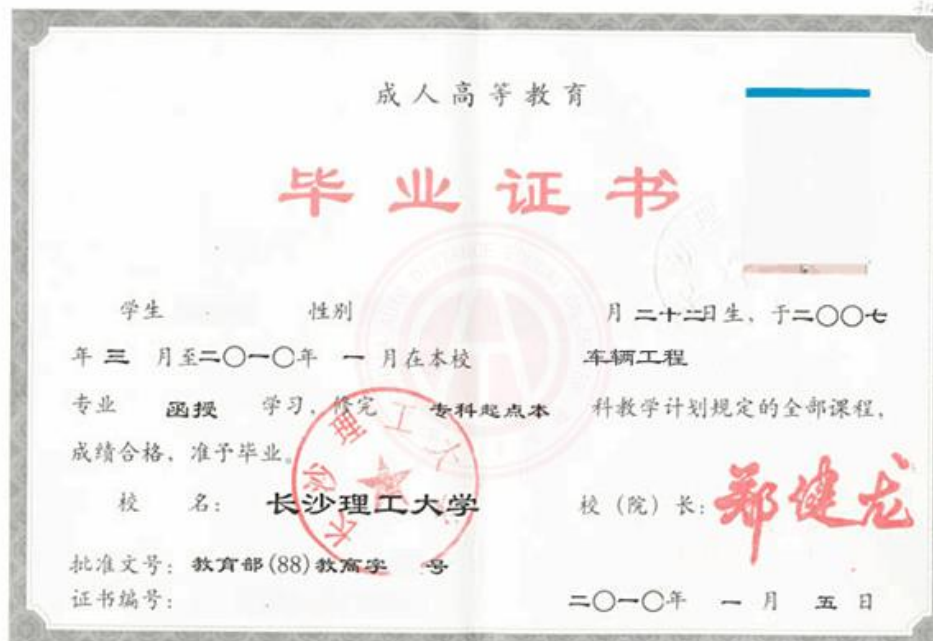 成人高等教育
毕业证书
学生 性别 月二十二日生，于二〇〇七
年三月至二〇一〇年一月在本校 车辆工程
专业 函授 学习，修完 专科起点本 科教学计划规定的全部课程，
成绩合格，准予毕业。
校 名：长沙理工大学 校（院）长：郑健龙
批准文号：教育部(88)教高字 号
证书编号：
二〇一〇年 一 月 五 日
长沙理工大学